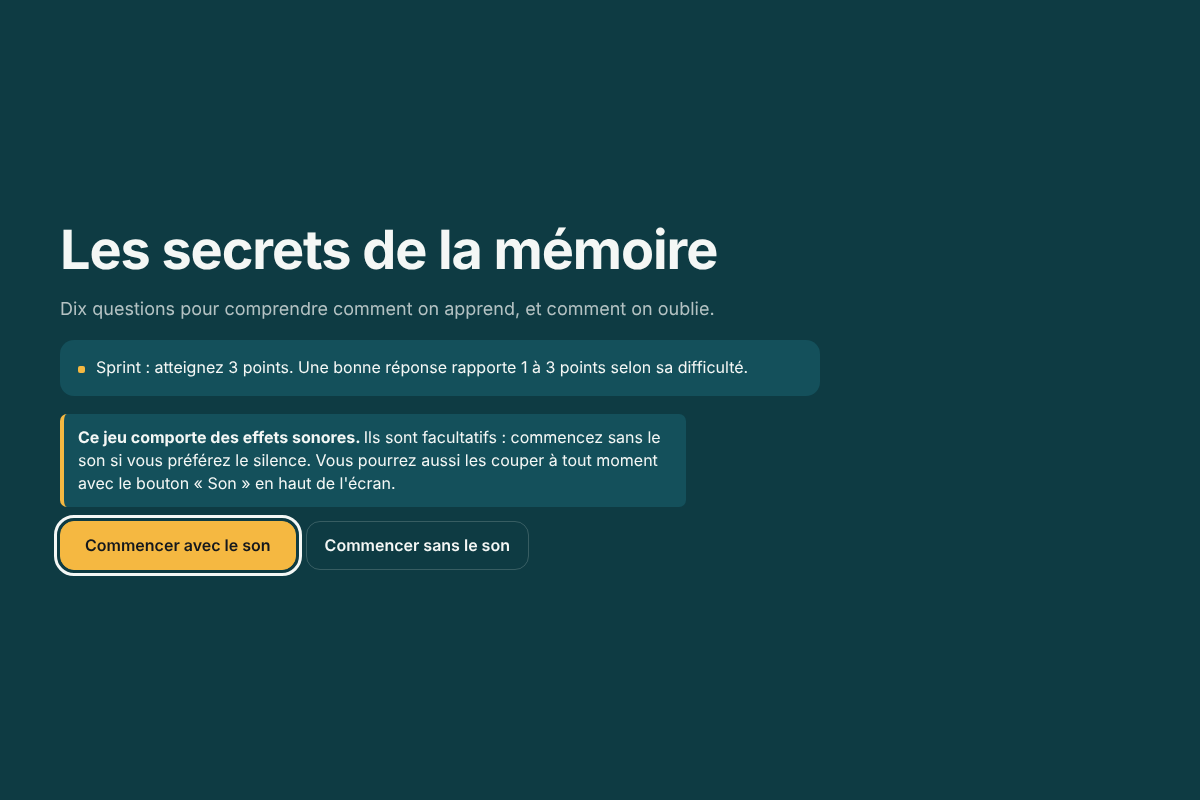 Les secrets de la mémoire
Dix questions pour comprendre comment on apprend, et comment on oublie.
Sprint : atteignez 3 points. Une bonne réponse rapporte 1 à 3 points selon sa difficulté.
Ce jeu comporte des effets sonores. Ils sont facultatifs : commencez sans le
son si vous préférez le silence. Vous pourrez aussi les couper à tout moment
avec le bouton « Son » en haut de l'écran.
Commencer avec le son
Commencer sans le son